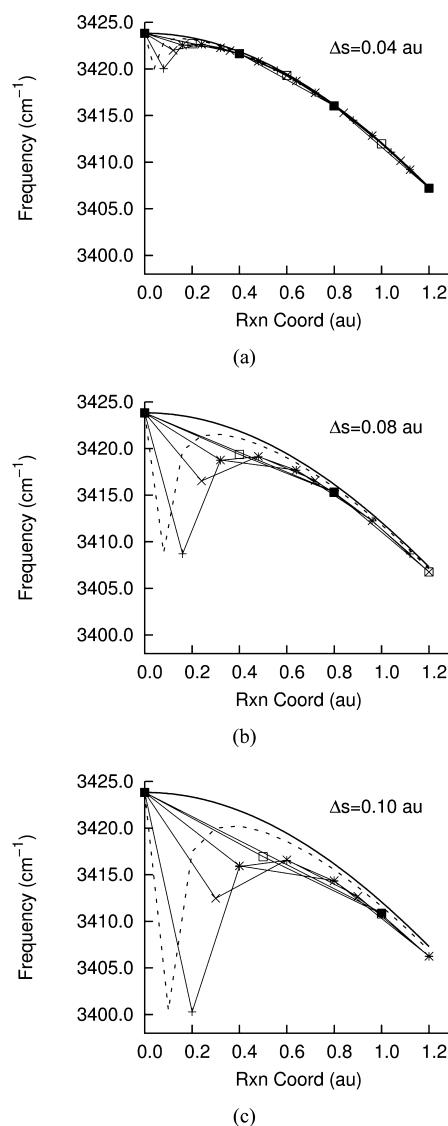 3425.0
3420.0
3415.0
3410.0
3405.0
3400.0
Frequency (cm⁻¹)
Δs=0.04 au
0.0 0.2 0.4 0.6 0.8 1.0 1.2
Rxn Coord (au)
(a)
3425.0
3420.0
3415.0
3410.0
3405.0
3400.0
Frequency (cm⁻¹)
Δs=0.08 au
0.0 0.2 0.4 0.6 0.8 1.0 1.2
Rxn Coord (au)
(b)
3425.0
3420.0
3415.0
3410.0
3405.0
3400.0
Frequency (cm⁻¹)
Δs=0.10 au
0.0 0.2 0.4 0.6 0.8 1.0 1.2
Rxn Coord (au)
(c)